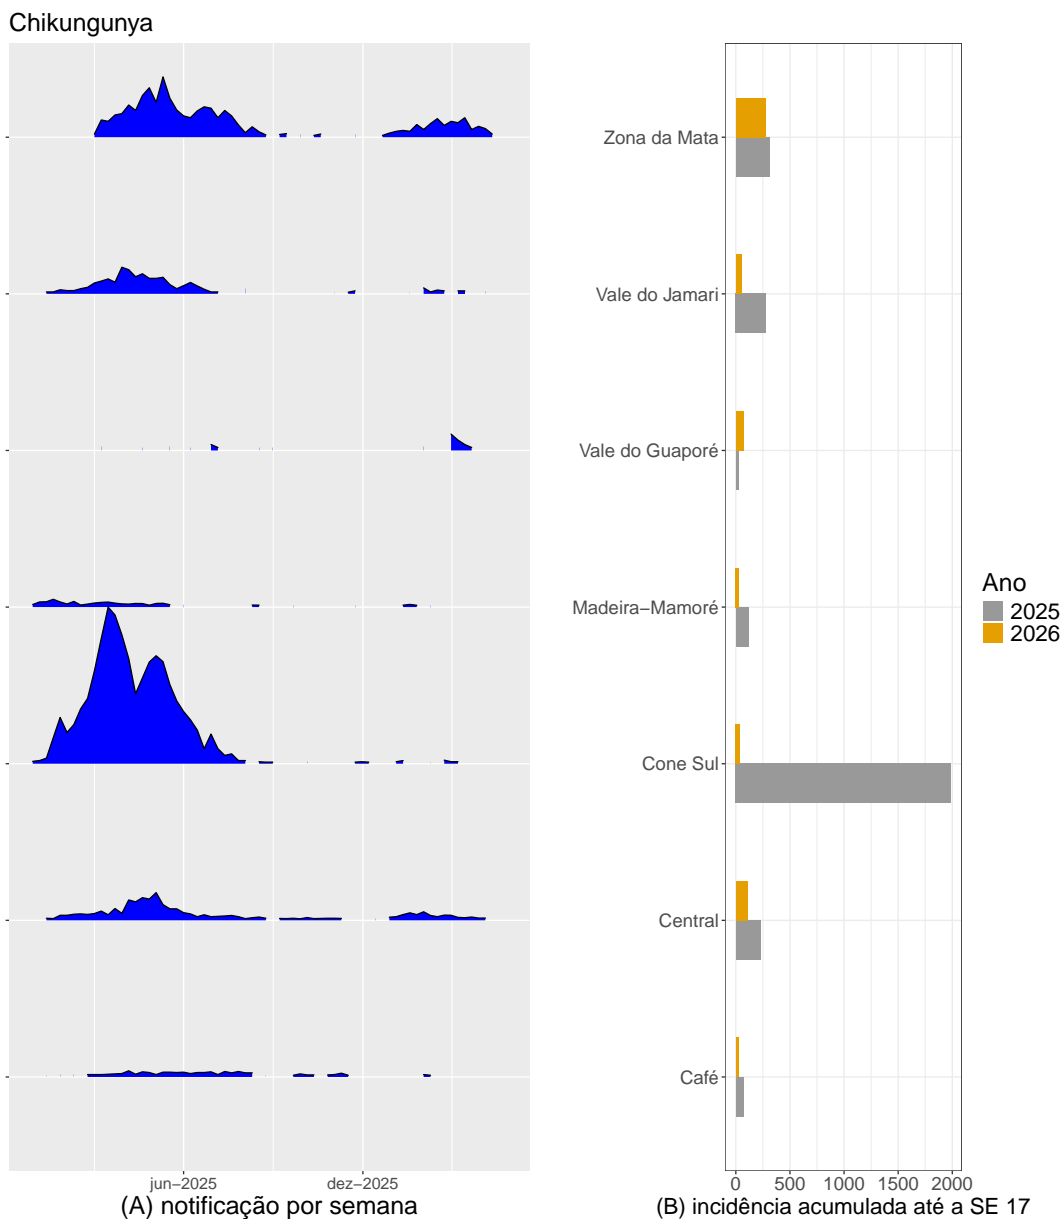 Chikungunya
Zona da Mata
Vale do Jamari
Vale do Guaporé
Madeira−Mamoré
Cone Sul
Central
Café
Ano
2025
2026
jun−2025
dez−2025
0
500
1000
1500
2000
(A) notificação por semana
(B) incidência acumulada até a SE 17